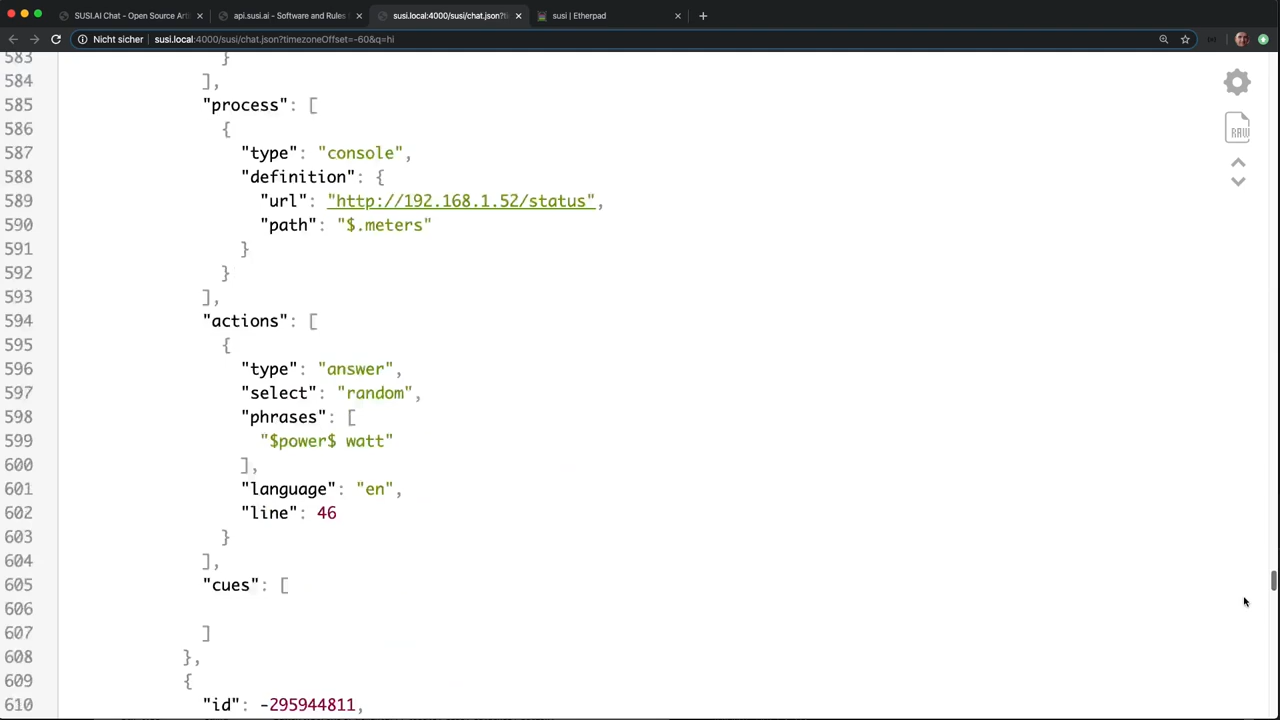 SUSI.AI Chat - Open Source Art
api.susi.ai - Software and Rules
susi.local:4000/susi/chat.json?t
susi | Etherpad
Nicht sicher
susi.local:4000/susi/chat.json?timezoneOffset=-60&q=hi
583 }
584 ],
585 "process": [
586 {
587 "type": "console",
588 "definition": {
589 "url": "http://192.168.1.52/status",
590 "path": "$.meters"
591 }
592 }
593 ],
594 "actions": [
595 {
596 "type": "answer",
597 "select": "random",
598 "phrases": [
599 "$power$ watt"
600 ],
601 "language": "en",
602 "line": 46
603 }
604 ],
605 "cues": [
606
607 ]
608 },
609 {
610 "id": -295944811,
RAW